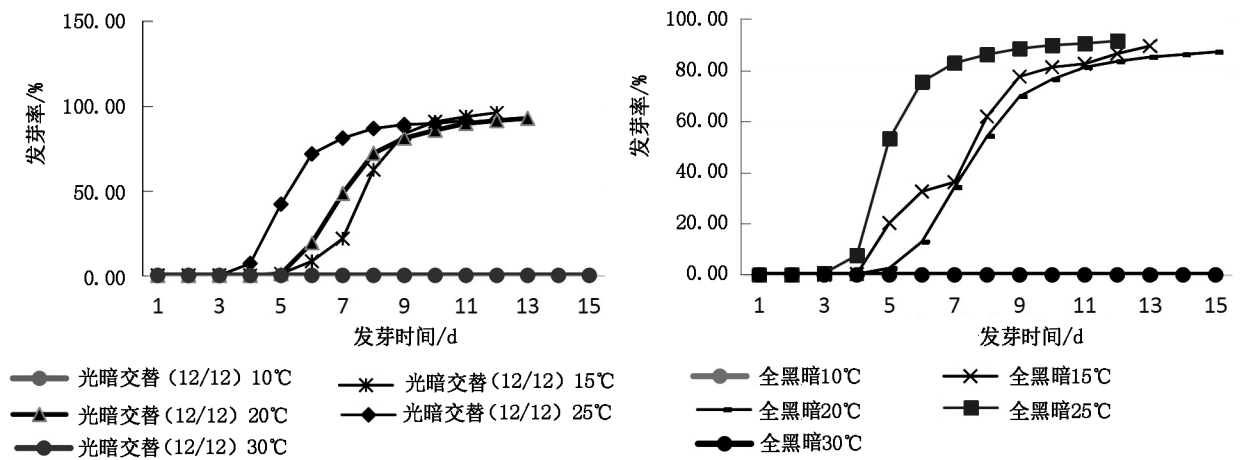 150.00
100.00
50.00
0.00
发芽率/%
1 3 5 7 9 11 13 15
发芽时间/d
光暗交替(12/12) 10℃
光暗交替(12/12) 15℃
光暗交替(12/12) 20℃
光暗交替(12/12) 25℃
光暗交替(12/12) 30℃
100.00
80.00
60.00
40.00
20.00
0.00
发芽率/%
1 3 5 7 9 11 13 15
发芽时间/d
全黑暗10℃
全黑暗15℃
全黑暗20℃
全黑暗25℃
全黑暗30℃